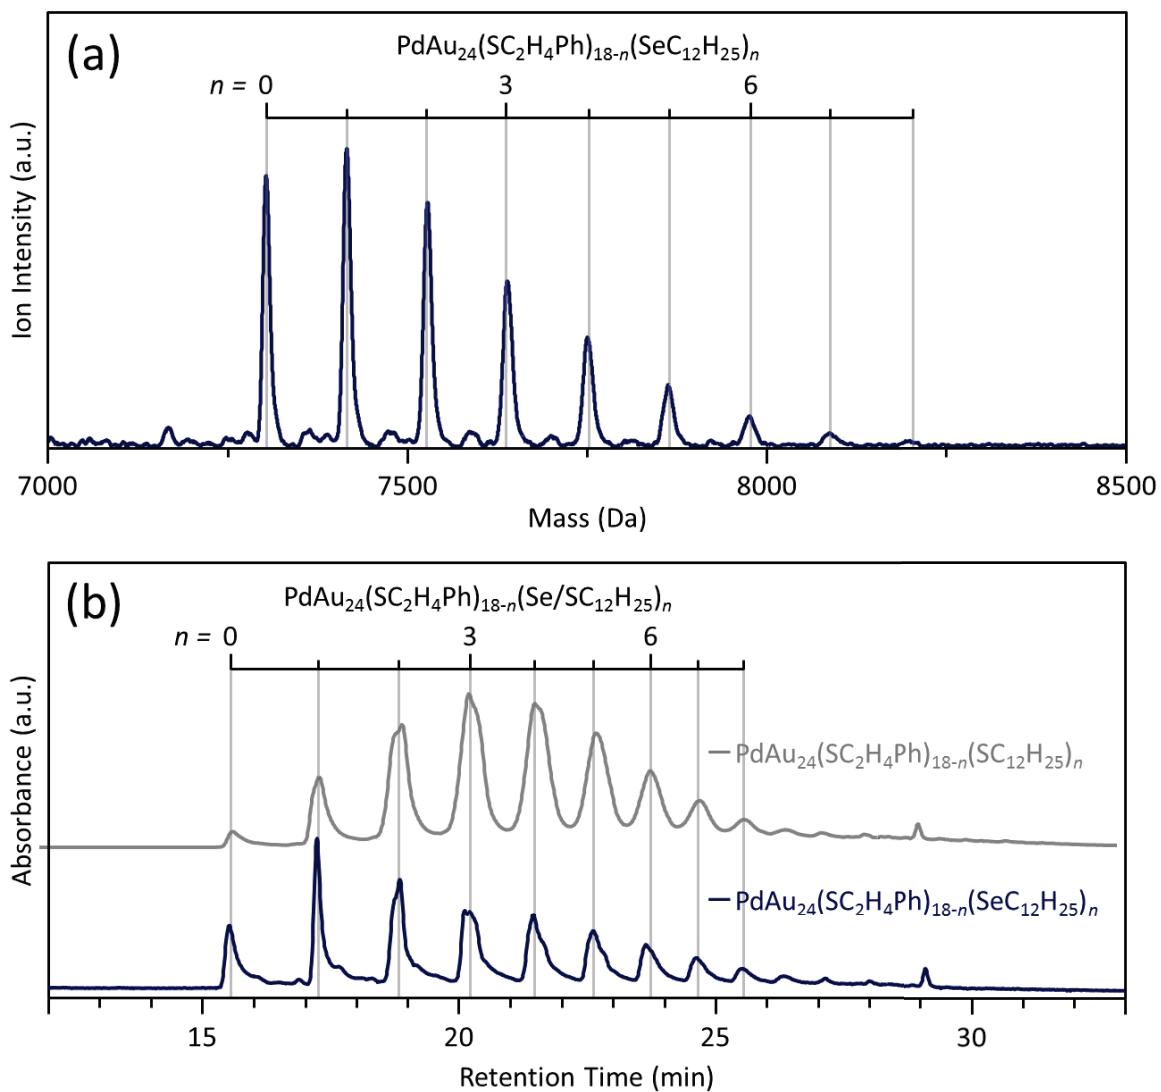 (a)
PdAu₂₄(SC₂H₄Ph)₁₈₋ₙ(SeC₁₂H₂₅)ₙ
n = 0 3 6
Ion Intensity (a.u.)
7000 7500 8000 8500
Mass (Da)
(b)
PdAu₂₄(SC₂H₄Ph)₁₈₋ₙ(Se/SC₁₂H₂₅)ₙ
n = 0 3 6
Absorbance (a.u.)
PdAu₂₄(SC₂H₄Ph)₁₈₋ₙ(SC₁₂H₂₅)ₙ
PdAu₂₄(SC₂H₄Ph)₁₈₋ₙ(SeC₁₂H₂₅)ₙ
15 20 25 30
Retention Time (min)